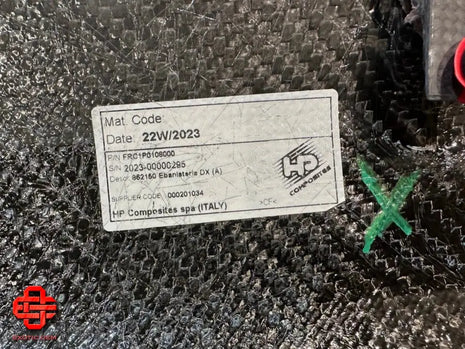 Mat. Code:
Date: 22W/2023
P/N FRC1P0108000
S/N 2023-00000295
Descr. 862150 Ebanisteria DX (A)
SUPPLIER CODE 000201034
HP Composites spa (ITALY)
>CF<
HP
COMPOSITES